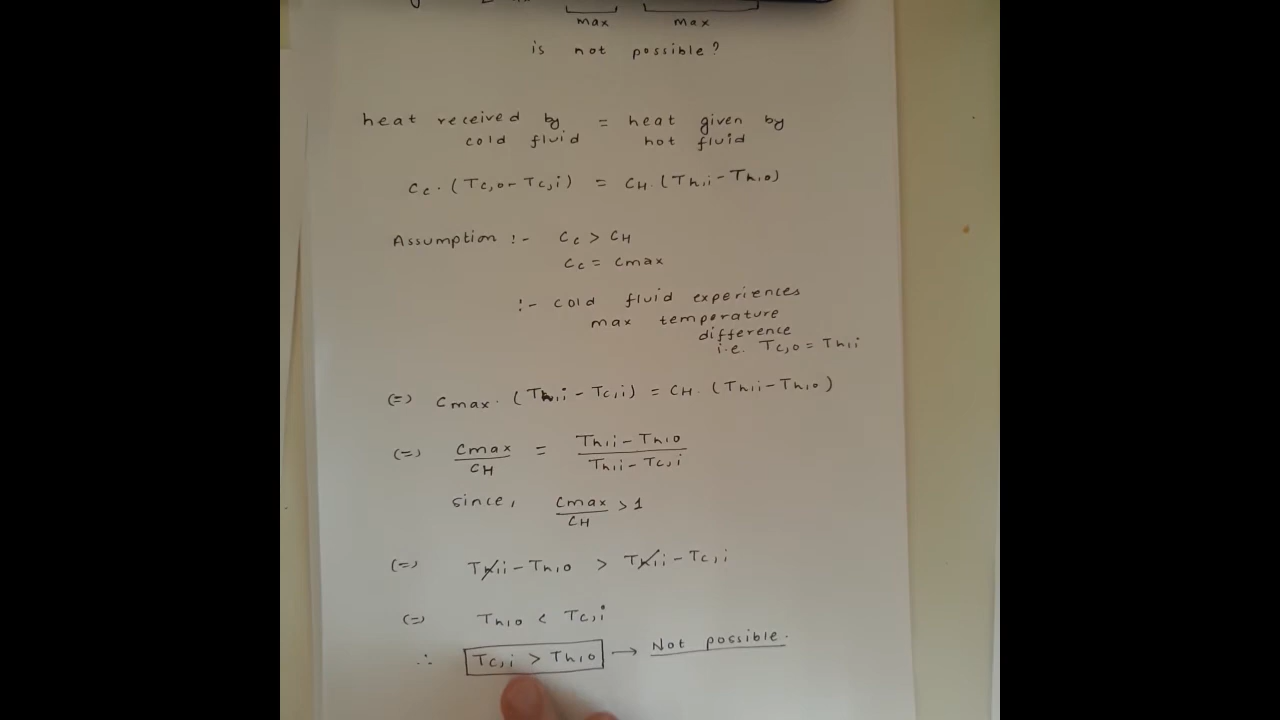 max max
is not possible?
heat received by = heat given by
cold fluid hot fluid
Cc.(Tc,o-Tc,i) = CH.(Th,i-Th,o)
Assumption :- Cc > CH
Cc = Cmax
:- cold fluid experiences
max temperature
difference
i.e. Tc,o = Th,i
(=) Cmax.(Th,i - Tc,i) = CH.(Th,i-Th,o)
(=) Cmax/CH = Th,i-Th,o/Th,i-Tc,i
since, Cmax/CH >1
(=) Th,i-Th,o > Th,i-Tc,i
(=) Th,o < Tc,i
∴ Tc,i > Th,o → Not possible.